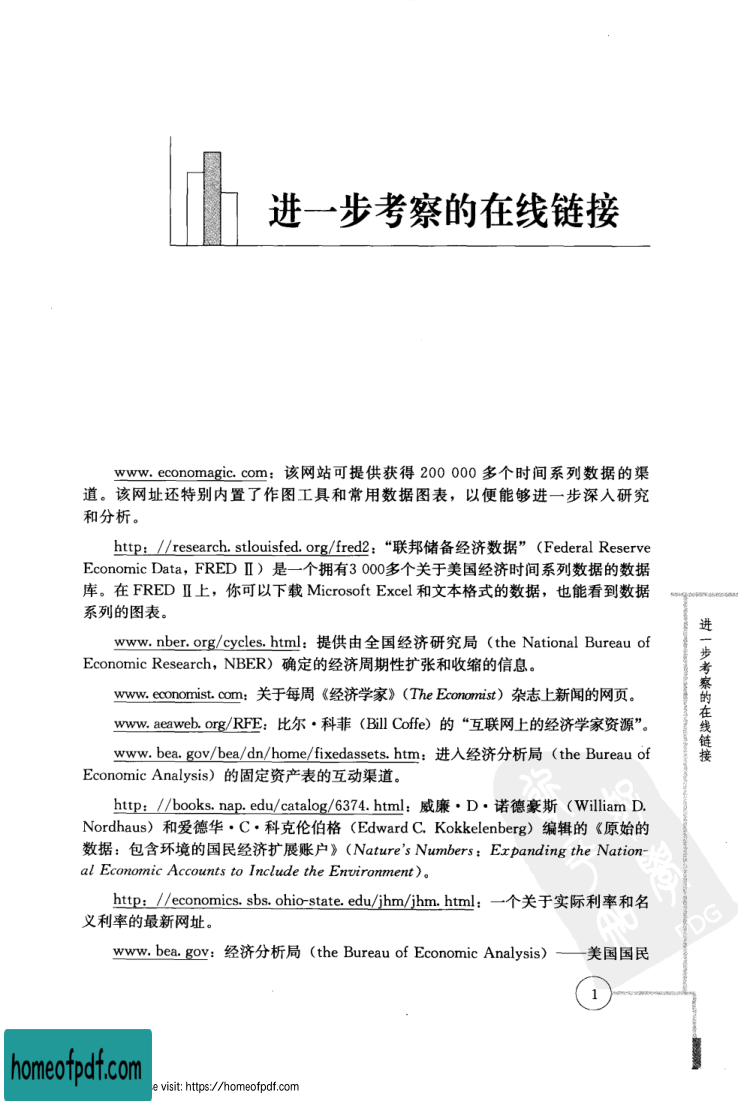 进一步考察的在线链接
www. economagic. com：该网站可提供获得 200 000 多个时间系列数据的渠
道。该网址还特别内置了作图工具和常用数据图表，以便能够进一步深入研究
和分析。
http：//research. stlouisfed. org/fred2：“联邦储备经济数据”（Federal Reserve
Economic Data，FRED Ⅱ）是一个拥有3 000多个关于美国经济时间系列数据的数据
库。在 FRED Ⅱ上，你可以下载 Microsoft Excel 和文本格式的数据，也能看到数据
系列的图表。
www. nber. org/cycles. html：提供由全国经济研究局（the National Bureau of
Economic Research，NBER）确定的经济周期性扩张和收缩的信息。
www. economist. com：关于每周《经济学家》（The Economist）杂志上新闻的网页。
www. aeaweb. org/RFE：比尔·科菲（Bill Coffe）的“互联网上的经济学家资源”。
www. bea. gov/bea/dn/home/fixedassets. htm：进入经济分析局（the Bureau of
Economic Analysis）的固定资产表的互动渠道。
http：//books. nap. edu/catalog/6374. html：威廉·D·诺德豪斯（William D.
Nordhaus）和爱德华·C·科克伦伯格（Edward C. Kokkelenberg）编辑的《原始的
数据：包含环境的国民经济扩展账户》（Nature's Numbers：Expanding the Nation-
al Economic Accounts to Include the Environment）。
http：//economics. sbs. ohio-state. edu/jhm/jhm. html：一个关于实际利率和名
义利率的最新网址。
www. bea. gov：经济分析局（the Bureau of Economic Analysis）——美国国民
进一步考察的在线链接
1
PDG
homeofpdf.com
e visit: https://homeofpdf.com